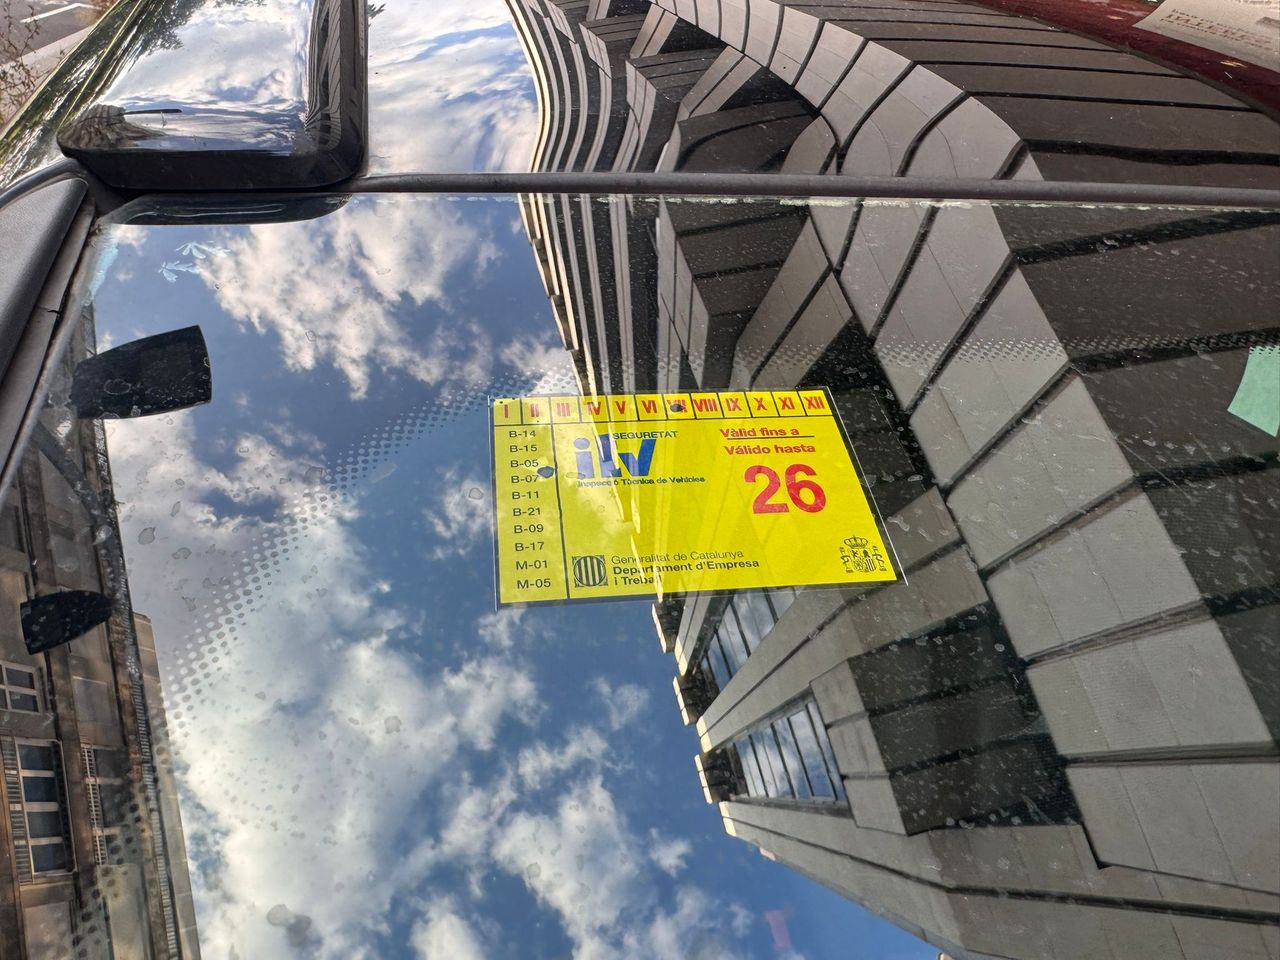 I II III IV V VI VII VIII IX X XI XII
B-14
B-15
B-05
B-07
B-11
B-21
B-09
B-17
M-01
M-05
SEGURETAT
itv
Inspecció Tècnica de Vehicles
Vàlid fins a
Válido hasta
26
Generalitat de Catalunya
Departament d'Empresa
i Treball